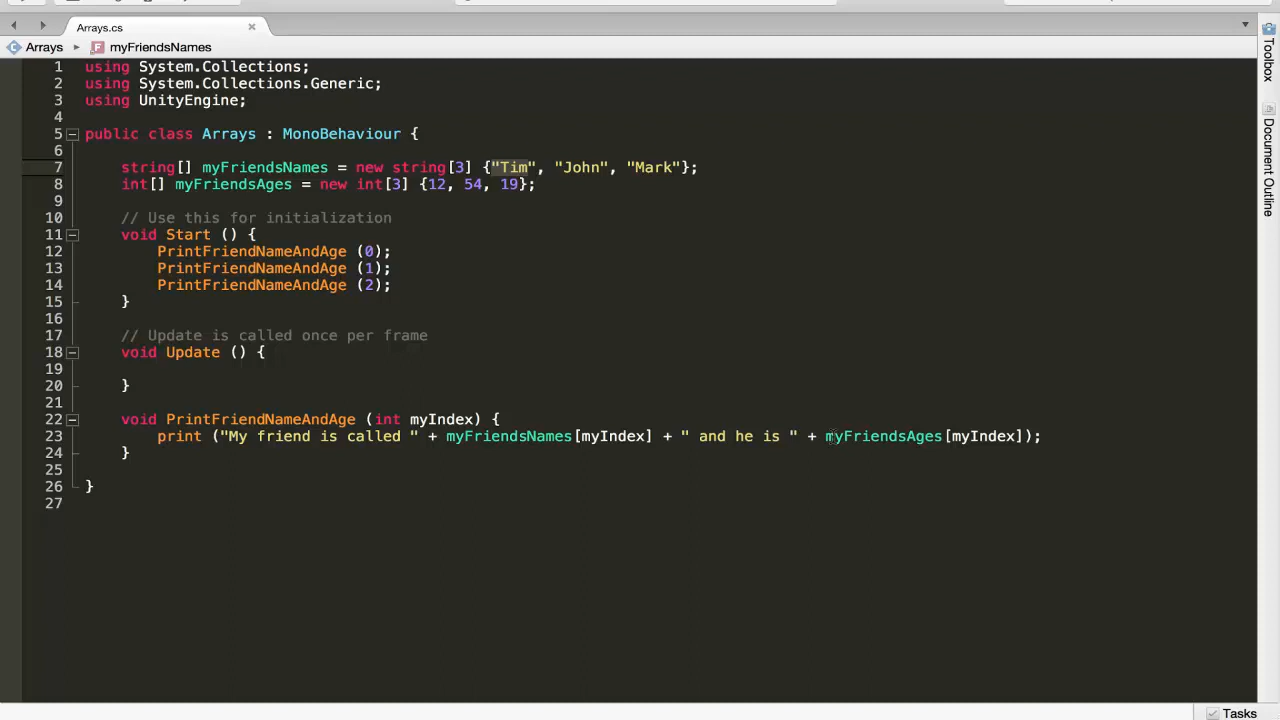 Arrays.cs
Arrays ▸ myFriendsNames
1 using System.Collections;
2 using System.Collections.Generic;
3 using UnityEngine;
4
5 public class Arrays : MonoBehaviour {
6
7 string[] myFriendsNames = new string[3] {"Tim", "John", "Mark"};
8 int[] myFriendsAges = new int[3] {12, 54, 19};
9
10 // Use this for initialization
11 void Start () {
12 PrintFriendNameAndAge (0);
13 PrintFriendNameAndAge (1);
14 PrintFriendNameAndAge (2);
15 }
16
17 // Update is called once per frame
18 void Update () {
19
20 }
21
22 void PrintFriendNameAndAge (int myIndex) {
23 print ("My friend is called " + myFriendsNames[myIndex] + " and he is " + myFriendsAges[myIndex]);
24 }
25
26 }
27
Toolbox
Document Outline
Tasks